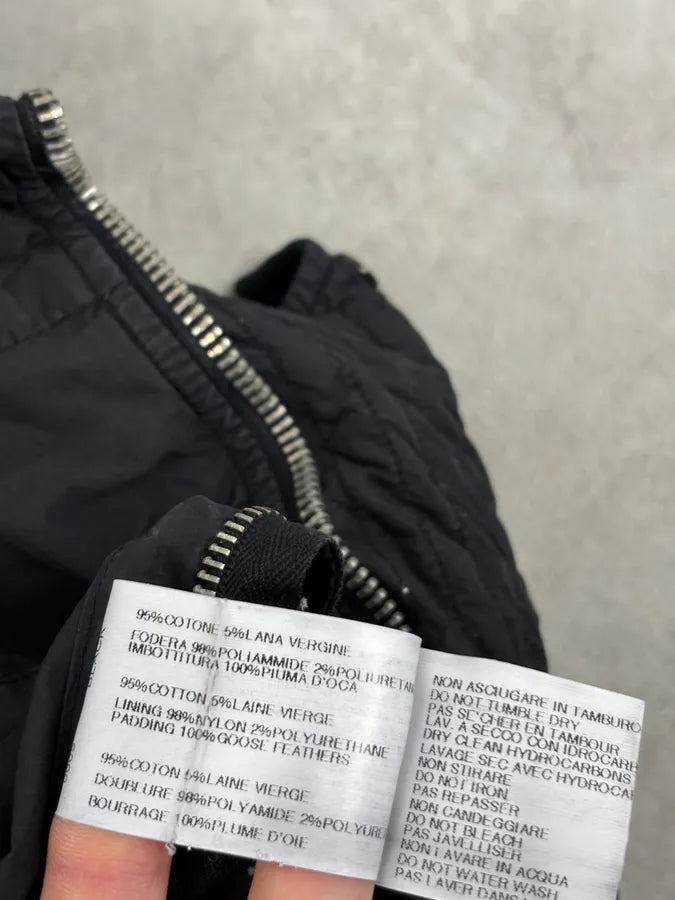 95%COTONE 5%LANA VERGINE
FODERA 98%POLIAMMIDE 2%POLIURETAN
IMBOTTITURA 100%PIUMA D'OCA
95%COTTON 5%LAINE VIERGE
LINING 98%NYLON 2%POLYURETHANE
PADDING 100%GOOSE FEATHERS
95%COTON 5%LAINE VIERGE
DOUBLURE 98%POLYAMIDE 2%POLYURE
BOURRAGE 100%PLUME D'OIE
NON ASCIUGARE IN TAMBURO
DO NOT TUMBLE DRY
PAS SE'CHER EN TAMBOUR
LAV. A SECCO CON IDROCARB
DRY CLEAN HYDROCARBONS
LAVAGE SEC AVEC HYDROCAR
NON STIRARE
DO NOT IRON
PAS REPASSER
NON CANDEGGIARE
DO NOT BLEACH
PAS JAVELLISER
NON LAVARE IN ACQUA
DO NOT WATER WASH
PAS LAVER DANS